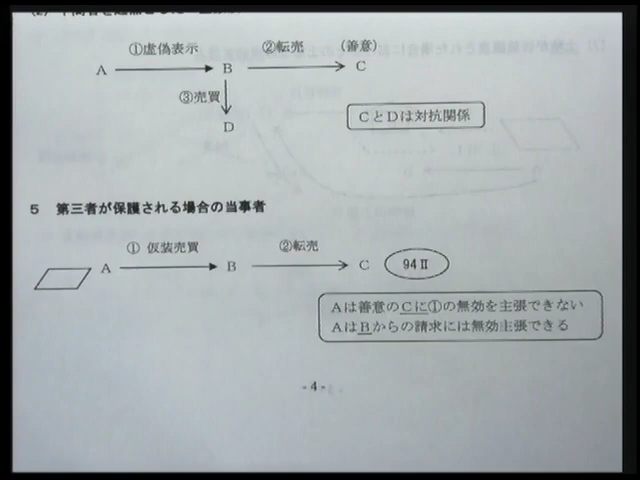 ①虚偽表示 ②転売 (善意)
A B C
③売買
D
CとDは対抗関係
5 第三者が保護される場合の当事者
① 仮装売買 ②転売
A B C 94Ⅱ
Aは善意のCに①の無効を主張できない
AはBからの請求には無効主張できる
- 4 -